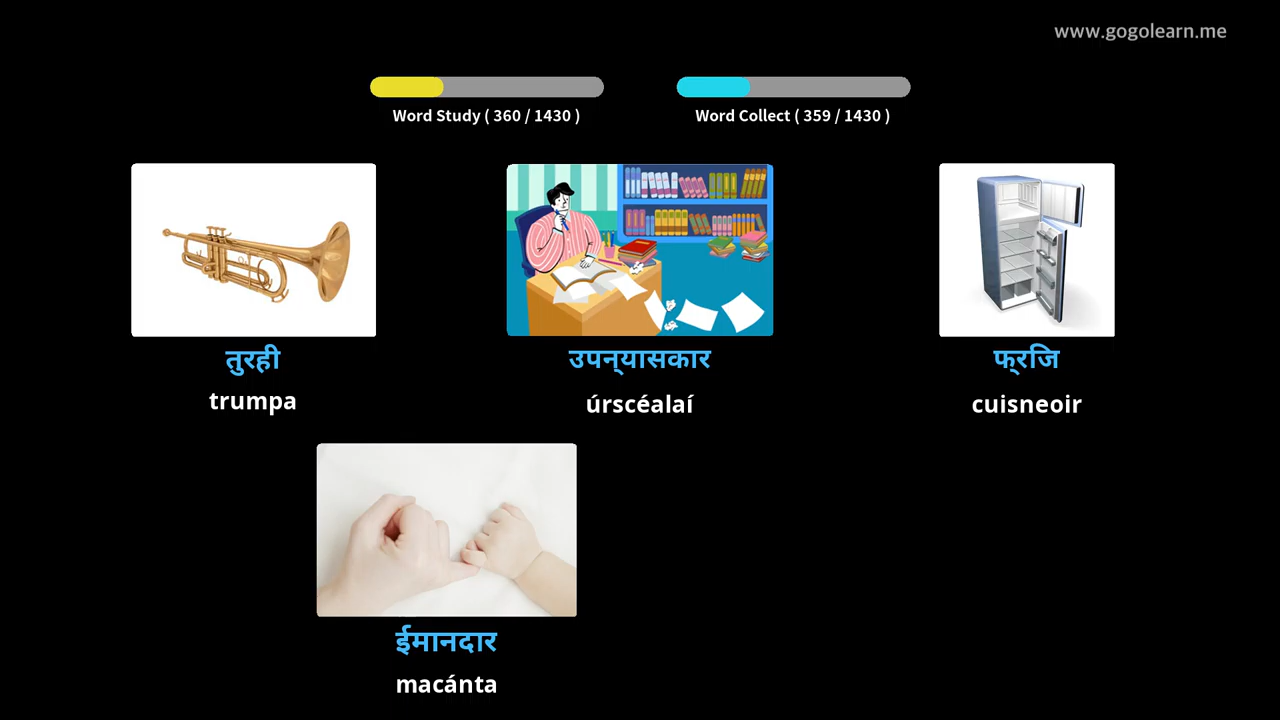 www.gogolearn.me
Word Study ( 360 / 1430 )
Word Collect ( 359 / 1430 )
तुरही
trumpa
उपन्यासकार
úrscéalaí
फ्रिज
cuisneoir
ईमानदार
macánta